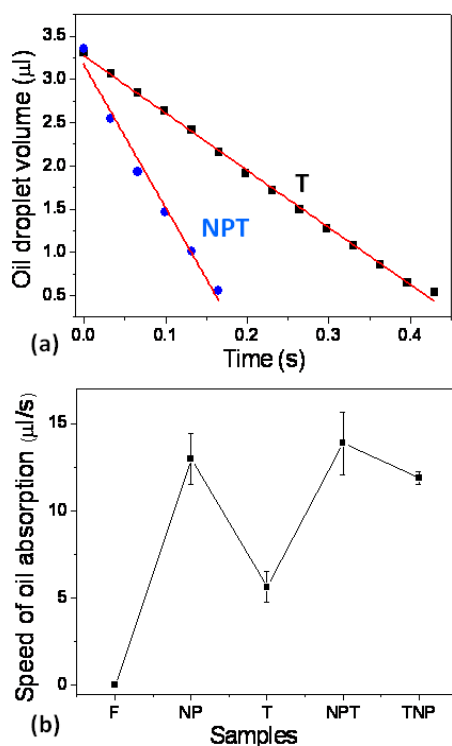 Oil droplet volume (µl)
3.5
3.0
2.5
2.0
1.5
1.0
0.5
T
NPT
0.0 0.1 0.2 0.3 0.4
(a) Time (s)
Speed of oil absorption (µl/s)
15
10
5
0
F NP T NPT TNP
(b) Samples